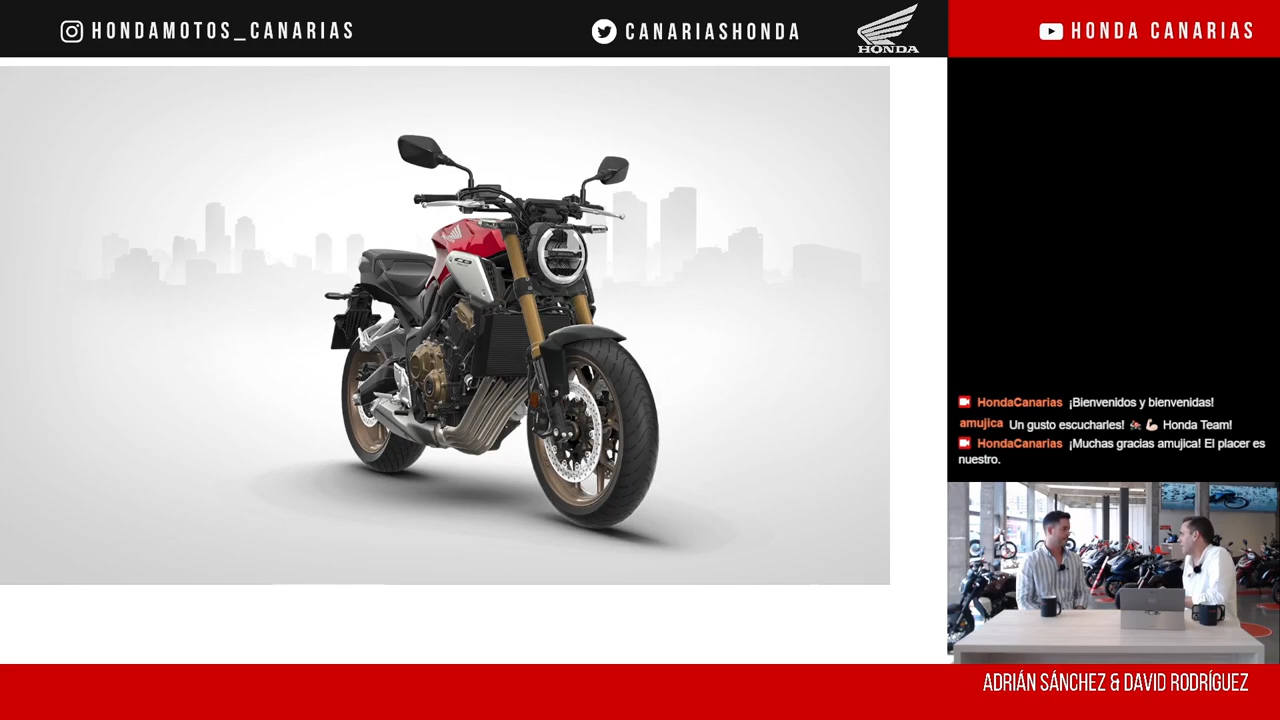 HONDAMOTOS_CANARIAS
CANARIASHONDA
HONDA
HONDA CANARIAS
HondaCanarias ¡Bienvenidos y bienvenidas!
amujica Un gusto escucharles! 🏍 💪🏻 Honda Team!
HondaCanarias ¡Muchas gracias amujica! El placer es
nuestro.
ADRIÁN SÁNCHEZ & DAVID RODRÍGUEZ